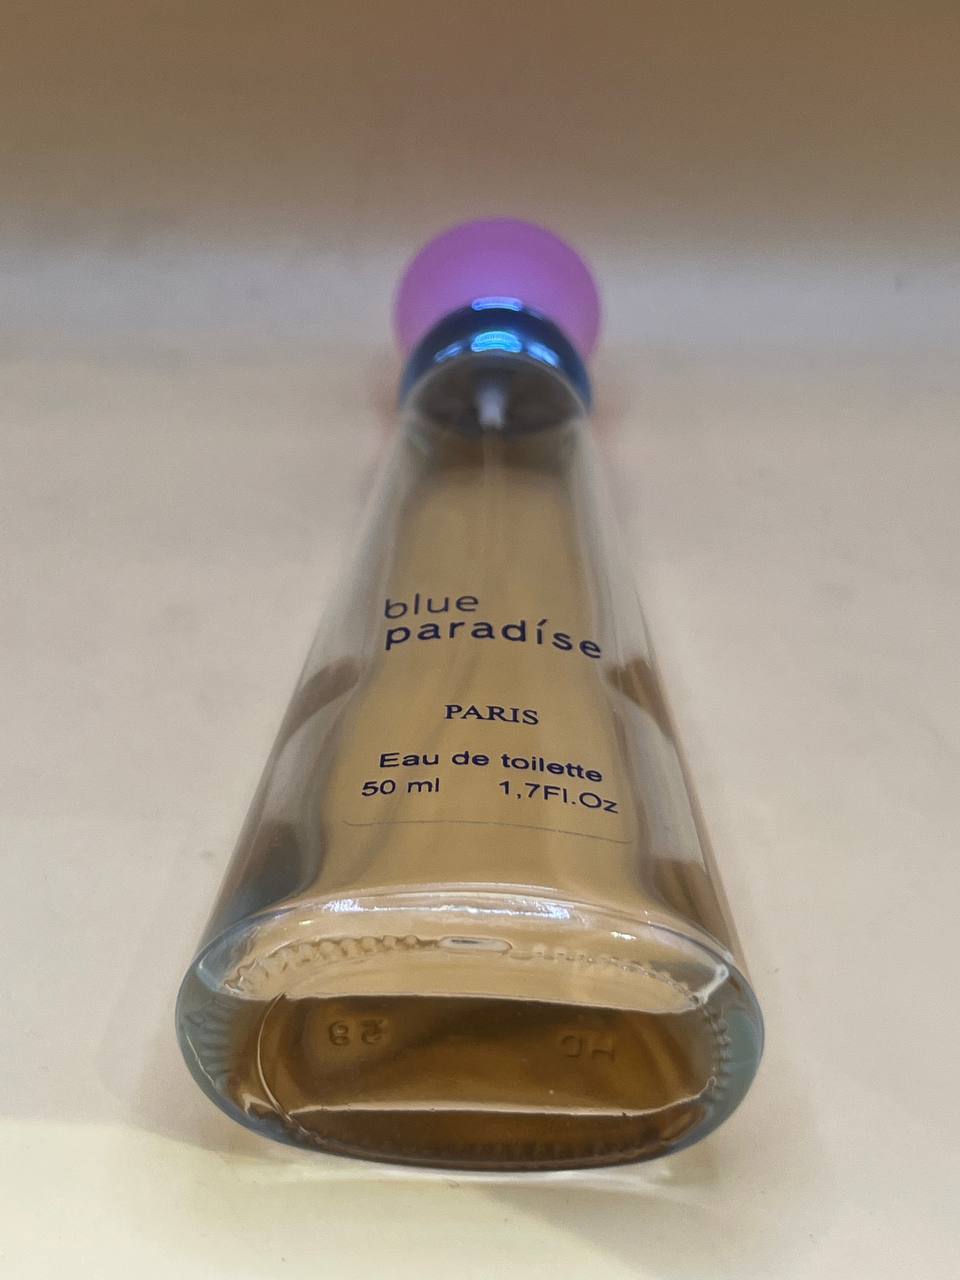 blue
paradíse
PARIS
Eau de toilette
50 ml 1,7Fl.Oz